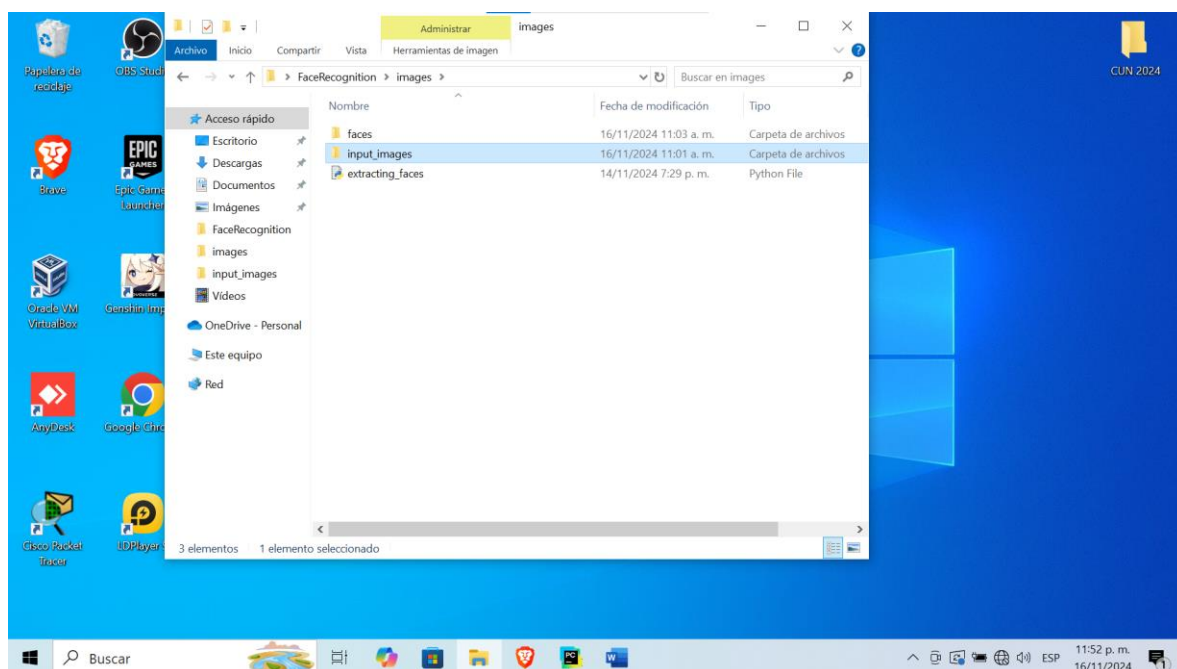 Papelera de
reciclaje
OBS Studi
Brave
EPIC
GAMES
Epic Game
Launcher
Oracle VM
VirtualBox
Genshin Imp
AnyDesk
Google Chro
Cisco Packet
Tracer
LDPlayer
Administrar
images
Archivo Inicio Compartir Vista Herramientas de imagen
FaceRecognition > images >
Buscar en images
Nombre Fecha de modificación Tipo
faces 16/11/2024 11:03 a. m. Carpeta de archivos
input_images 16/11/2024 11:01 a. m. Carpeta de archivos
extracting_faces 14/11/2024 7:29 p. m. Python File
Acceso rápido
Escritorio
Descargas
Documentos
Imágenes
FaceRecognition
images
input_images
Vídeos
OneDrive - Personal
Este equipo
Red
3 elementos 1 elemento seleccionado
CUN 2024
Buscar
PC
W
ESP
11:52 p. m.
16/11/2024
1